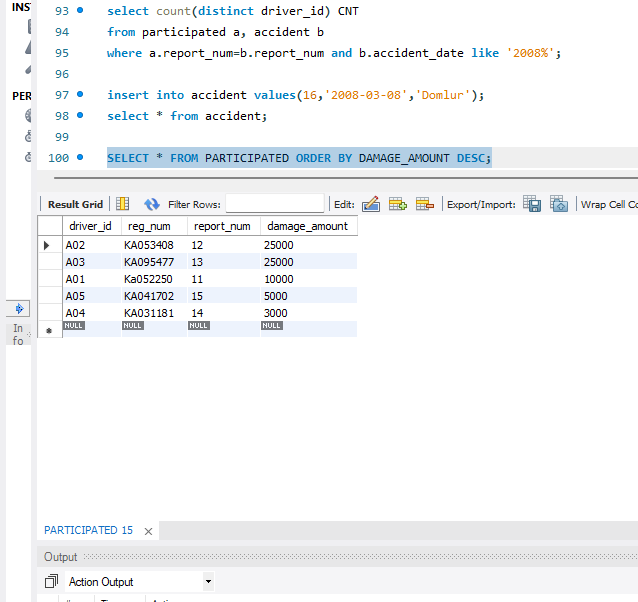 INS
93 select count(distinct driver_id) CNT
94 from participated a, accident b
95 where a.report_num=b.report_num and b.accident_date like '2008%';
96
PER
97 insert into accident values(16,'2008-03-08','Domlur');
98 select * from accident;
99
100 SELECT * FROM PARTICIPATED ORDER BY DAMAGE_AMOUNT DESC;
Result Grid Filter Rows: Edit: Export/Import: Wrap Cell Co
driver_id reg_num report_num damage_amount
A02 KA053408 12 25000
A03 KA095477 13 25000
A01 Ka052250 11 10000
A05 KA041702 15 5000
A04 KA031181 14 3000
NULL NULL NULL NULL
In
fo
PARTICIPATED 15
Output
Action Output